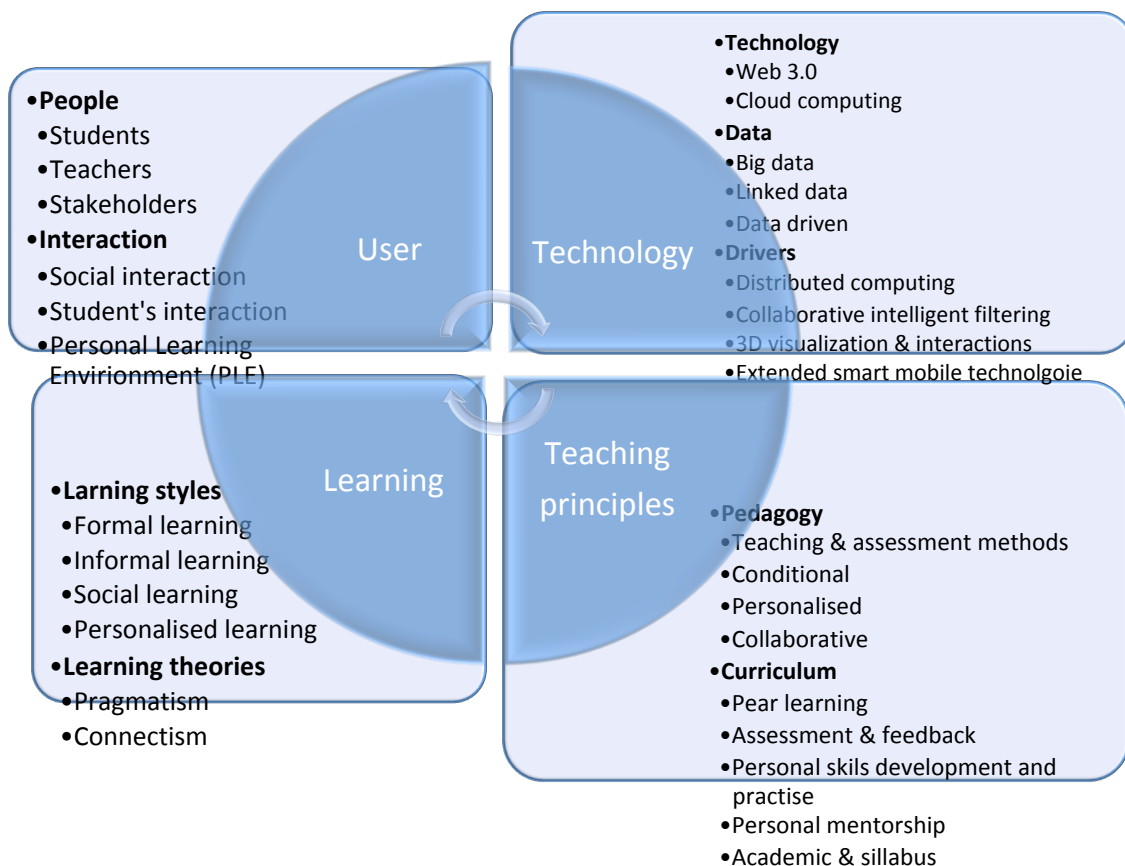 •People
•Students
•Teachers
•Stakeholders
•Interaction
•Social interaction
•Student's interaction
•Personal Learning
Envirionment (PLE)
User
•Technology
•Web 3.0
•Cloud computing
•Data
•Big data
•Linked data
•Data driven
•Drivers
•Distributed computing
•Collaborative intelligent filtering
•3D visualization & interactions
•Extended smart mobile technolgoie
Technology
•Larning styles
•Formal learning
•Informal learning
•Social learning
•Personalised learning
•Learning theories
•Pragmatism
•Connectism
Learning
Teaching
principles
•Pedagogy
•Teaching & assessment methods
•Conditional
•Personalised
•Collaborative
•Curriculum
•Pear learning
•Assessment & feedback
•Personal skils development and
practise
•Personal mentorship
•Academic & sillabus